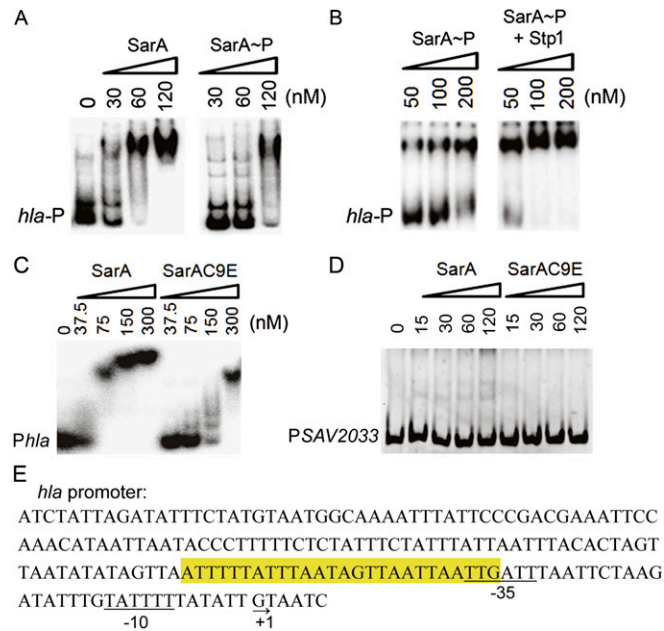 A
SarA SarA~P
0 30 60 120 30 60 120 (nM)
hla-P
B
SarA~P SarA~P + Stp1
50 100 200 50 100 200 (nM)
hla-P
C
SarA SarAC9E
0 37.5 75 150 300 37.5 75 150 300 (nM)
Phla
D
SarA SarAC9E
0 15 30 60 120 15 30 60 120
PSAV2033
E
hla promoter:
ATCTATTAGATATTTCTATGTAATGGCAAAATTTATTCCCGACGAAATTCC
AAACATAATTAATACCCTTTTTCTCTATTTCTATTTATTAATTTACACTAGT
TAATATATAGTTAATTTTTATTTAATAGTTAATTAATTGATTTAATTCTAAG
-35
ATATTTGTATTTTTATATT GTAATC
-10 +1